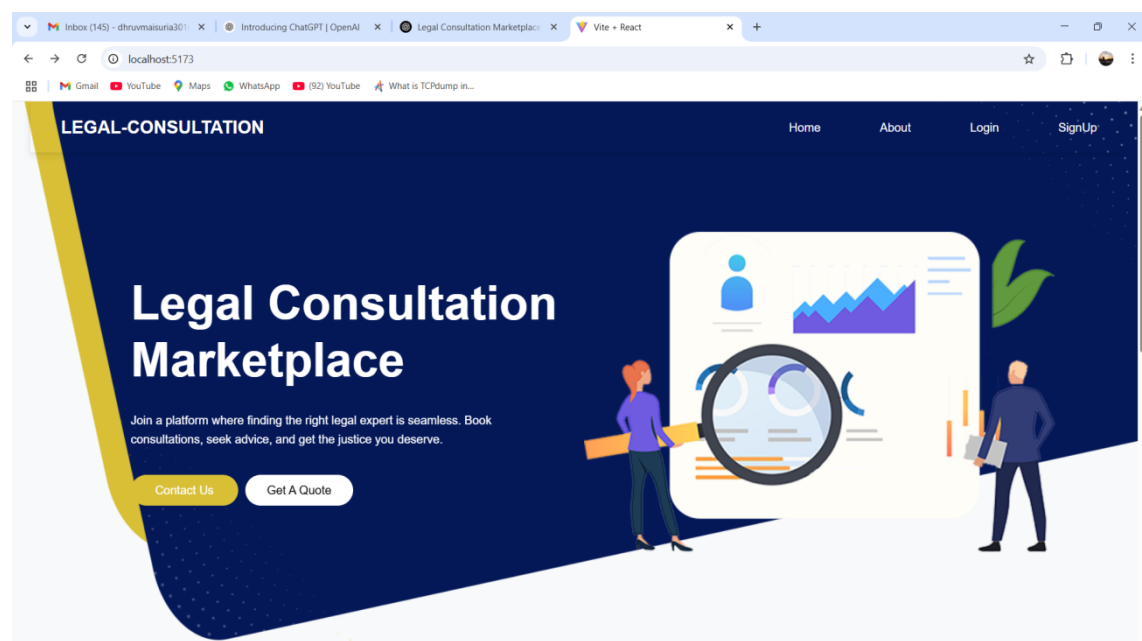 Inbox (145) - dhruvmaisuria301
Introducing ChatGPT | OpenAI
Legal Consultation Marketplace
Vite + React
localhost:5173
Gmail
YouTube
Maps
WhatsApp
(92) YouTube
What is TCPdump in...
LEGAL-CONSULTATION
Home
About
Login
SignUp
Legal Consultation
Marketplace
Join a platform where finding the right legal expert is seamless. Book
consultations, seek advice, and get the justice you deserve.
Contact Us
Get A Quote